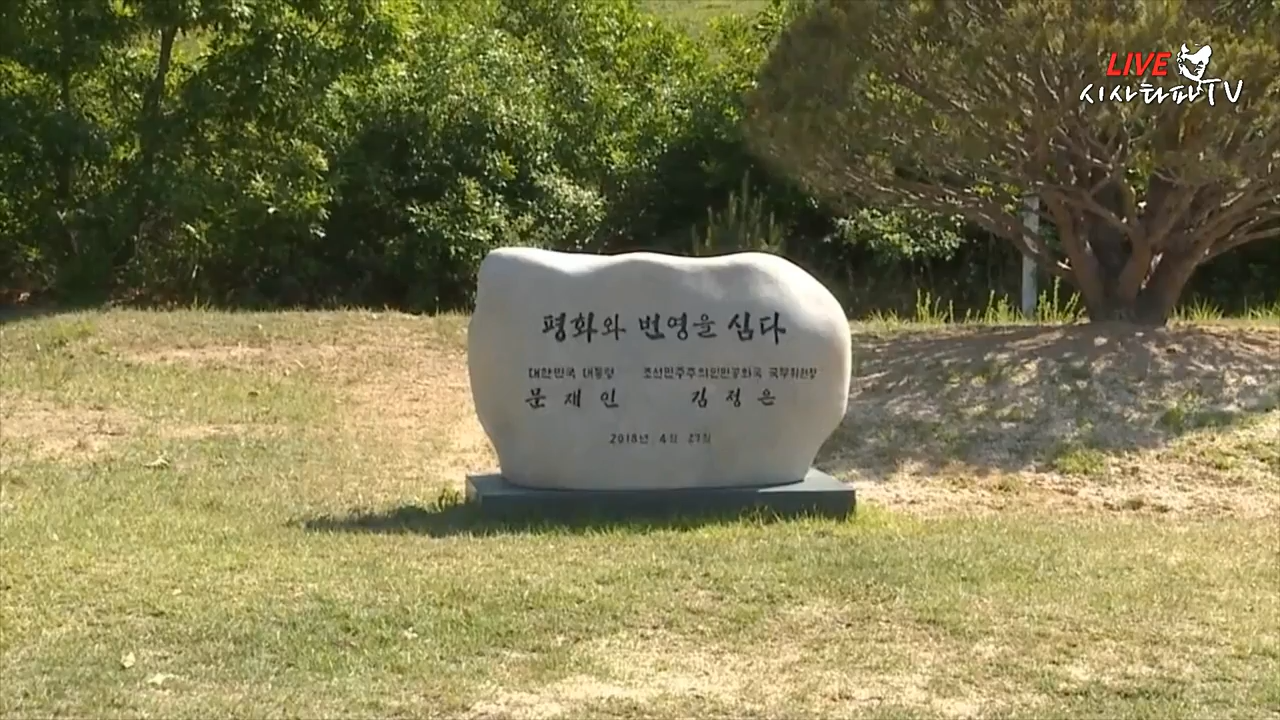 LIVE
시사타파TV
평화와 번영을 심다
대한민국 대통령 조선민주주의인민공화국 국무위원장
문재인 김정은
2018년 4월 27일